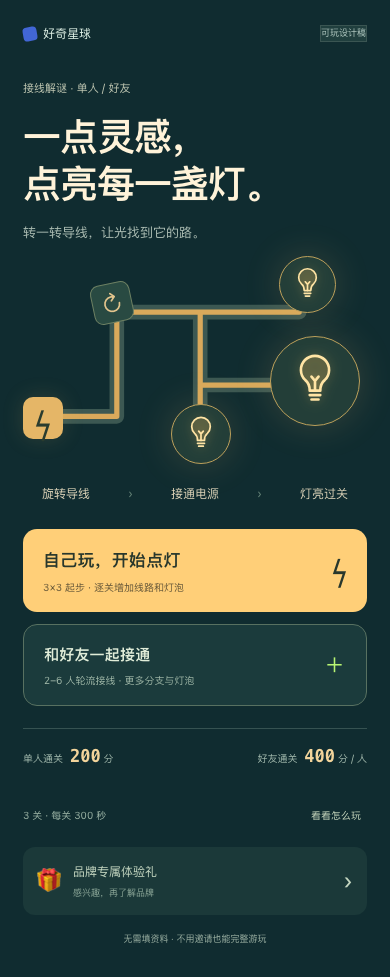 好奇星球
可玩设计稿
接线解谜 · 单人 / 好友
一点灵感，
点亮每一盏灯。
转一转导线，让光找到它的路。
旋转导线 › 接通电源 › 灯亮过关
自己玩，开始点灯
3×3 起步 · 逐关增加线路和灯泡
和好友一起接通
2–6 人轮流接线 · 更多分支与灯泡
单人通关 200 分
好友通关 400 分 / 人
3 关 · 每关 300 秒
看看怎么玩
品牌专属体验礼
感兴趣，再了解品牌
无需填资料 · 不用邀请也能完整游玩